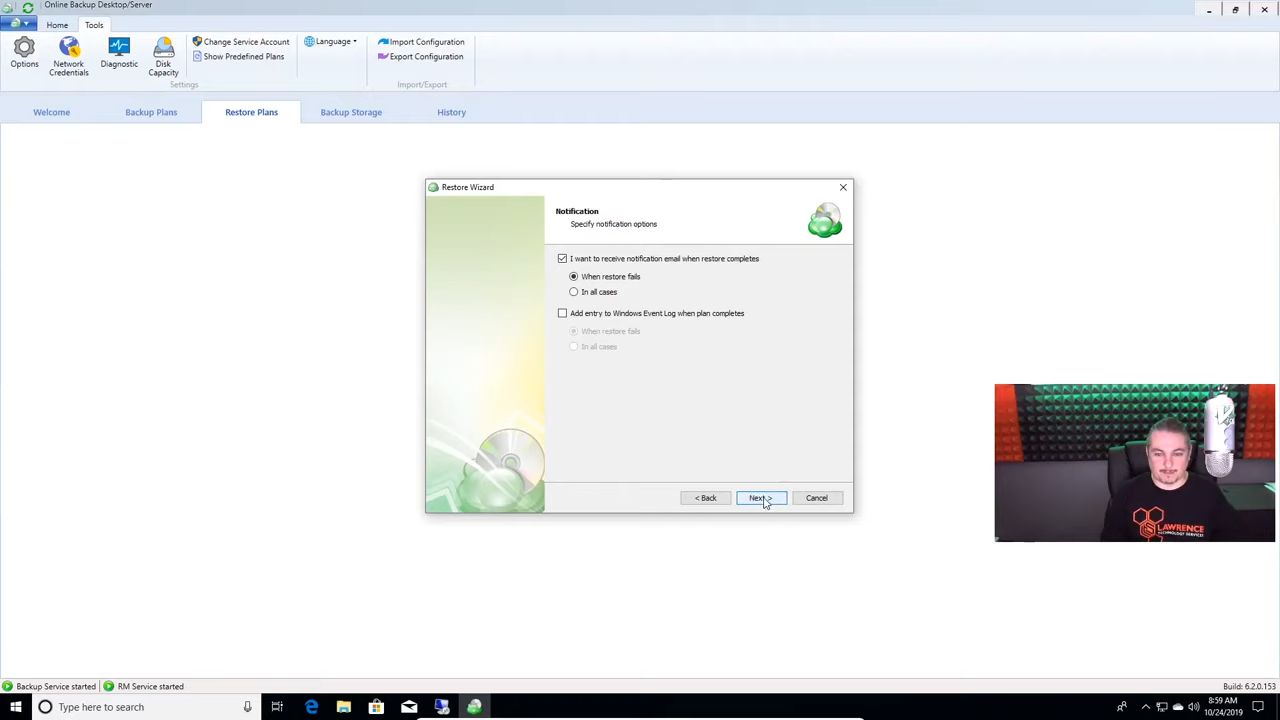 Online Backup Desktop/Server
Home
Tools
Options
Network
Credentials
Diagnostic
Disk
Capacity
Change Service Account
Show Predefined Plans
Settings
Language
Import Configuration
Export Configuration
Import/Export
Welcome
Backup Plans
Restore Plans
Backup Storage
History
Restore Wizard
Notification
Specify notification options
I want to receive notification email when restore completes
When restore fails
In all cases
Add entry to Windows Event Log when plan completes
When restore fails
In all cases
< Back
Next >
Cancel
LAWRENCE
TECHNOLOGY SERVICES
Backup Service started
RM Service started
Build: 6.2.0.153
Type here to search
8:59 AM
10/24/2019